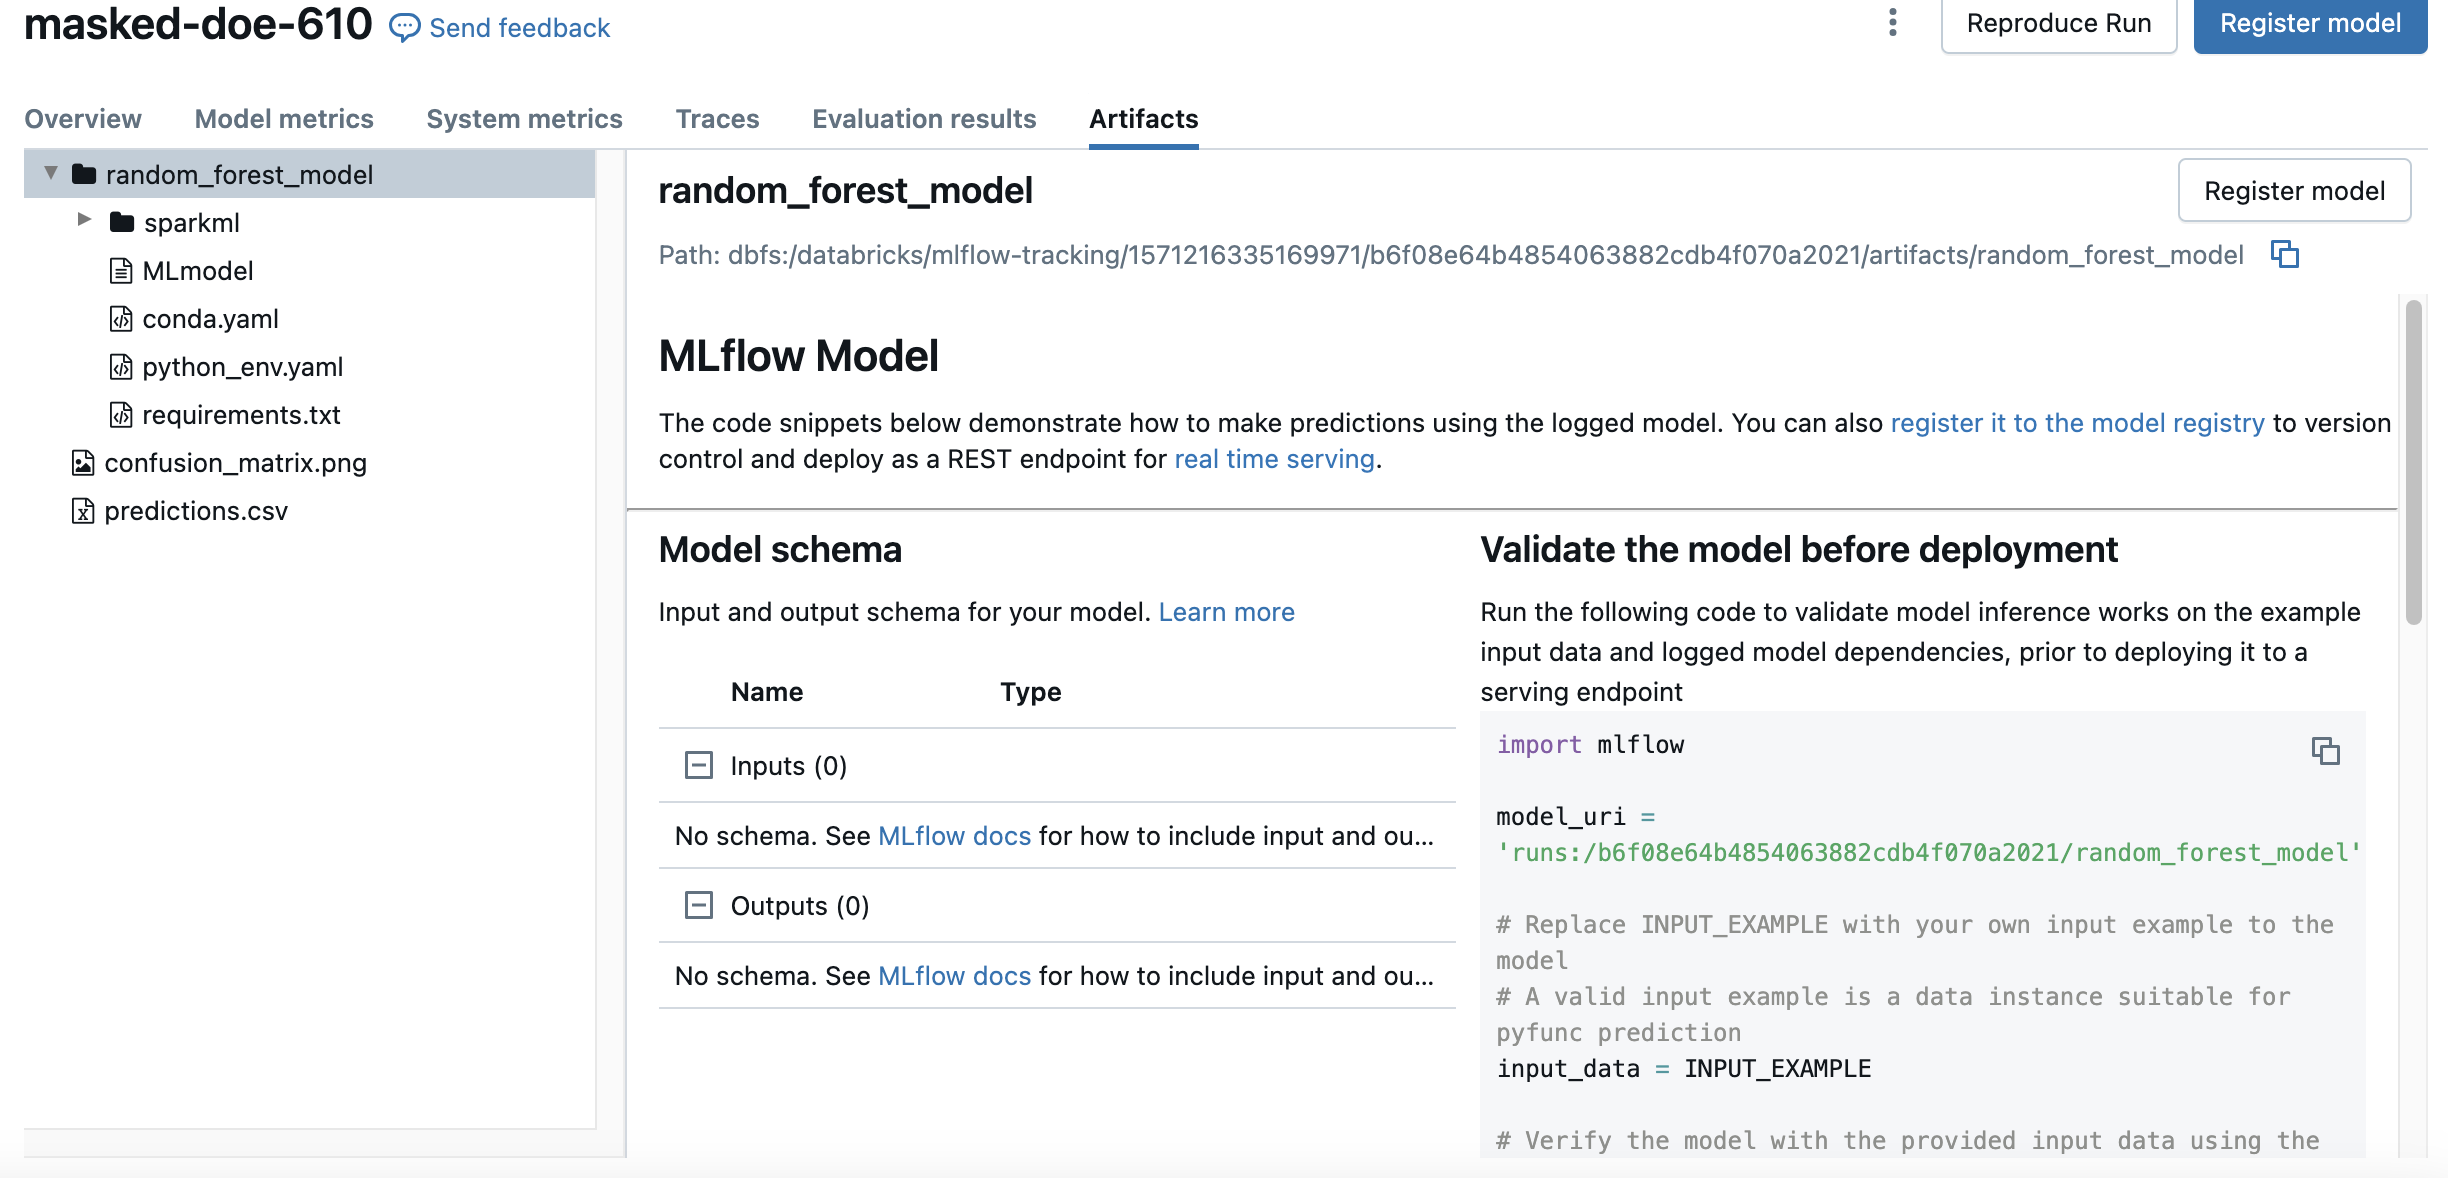 masked-doe-610 Send feedback Reproduce Run Register model
Overview Model metrics System metrics Traces Evaluation results Artifacts
random_forest_model
sparkml
MLmodel
conda.yaml
python_env.yaml
requirements.txt
confusion_matrix.png
predictions.csv
random_forest_model Register model
Path: dbfs:/databricks/mlflow-tracking/1571216335169971/b6f08e64b4854063882cdb4f070a2021/artifacts/random_forest_model
MLflow Model
The code snippets below demonstrate how to make predictions using the logged model. You can also register it to the model registry to version
control and deploy as a REST endpoint for real time serving.
Model schema
Input and output schema for your model. Learn more
Name Type
Inputs (0)
No schema. See MLflow docs for how to include input and ou...
Outputs (0)
No schema. See MLflow docs for how to include input and ou...
Validate the model before deployment
Run the following code to validate model inference works on the example
input data and logged model dependencies, prior to deploying it to a
serving endpoint
import mlflow
model_uri =
'runs:/b6f08e64b4854063882cdb4f070a2021/random_forest_model'
# Replace INPUT_EXAMPLE with your own input example to the
model
# A valid input example is a data instance suitable for
pyfunc prediction
input_data = INPUT_EXAMPLE
# Verify the model with the provided input data using the